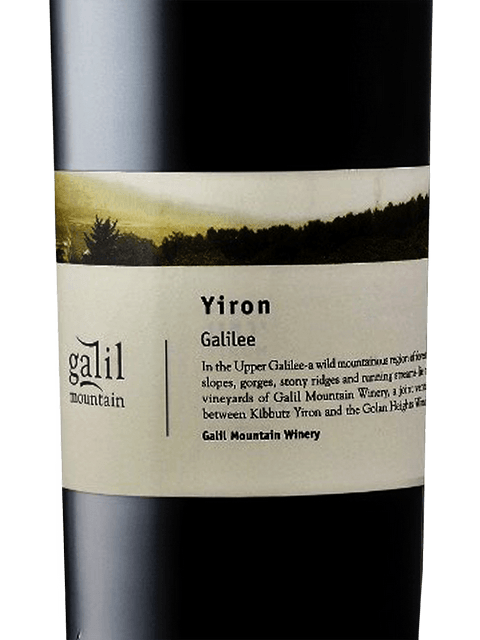 Yiron
Galilee
galil
mountain
In the Upper Galilee-a wild mountainous region of
slopes, gorges, stony ridges and running streams-lie
vineyards of Galil Mountain Winery, a joint
between Kibbutz Yiron and the Golan Heights
Galil Mountain Winery